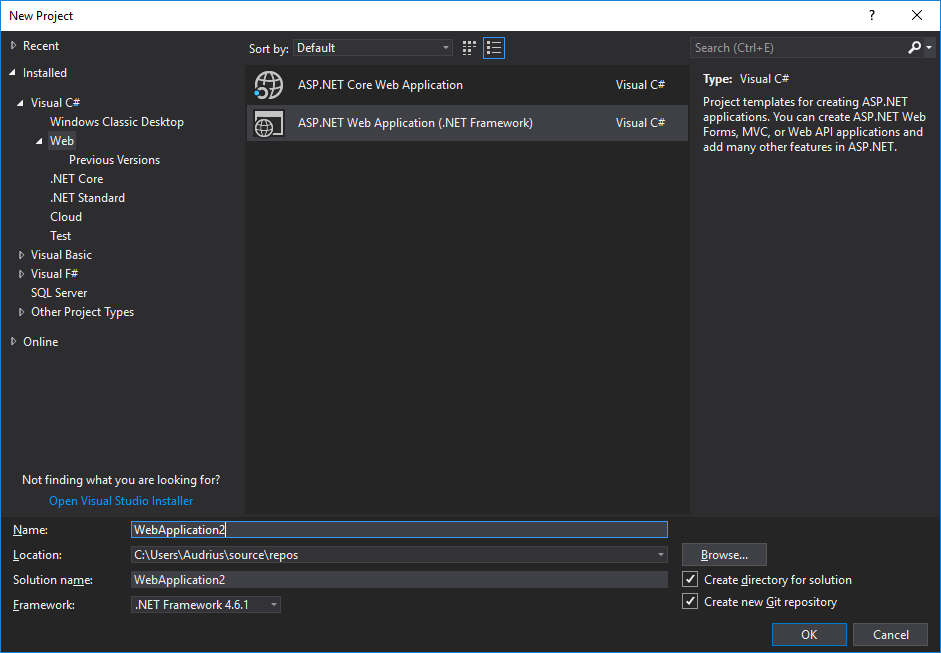 New Project
?
Recent
Installed
Visual C#
Windows Classic Desktop
Web
Previous Versions
.NET Core
.NET Standard
Cloud
Test
Visual Basic
Visual F#
SQL Server
Other Project Types
Online
Not finding what you are looking for?
Open Visual Studio Installer
Sort by: Default
ASP.NET Core Web Application Visual C#
ASP.NET Web Application (.NET Framework) Visual C#
Search (Ctrl+E)
Type: Visual C#
Project templates for creating ASP.NET
applications. You can create ASP.NET Web
Forms, MVC, or Web API applications and
add many other features in ASP.NET.
Name: WebApplication2
Location: C:\Users\Audrius\source\repos
Browse...
Solution name: WebApplication2
Create directory for solution
Framework: .NET Framework 4.6.1
Create new Git repository
OK Cancel